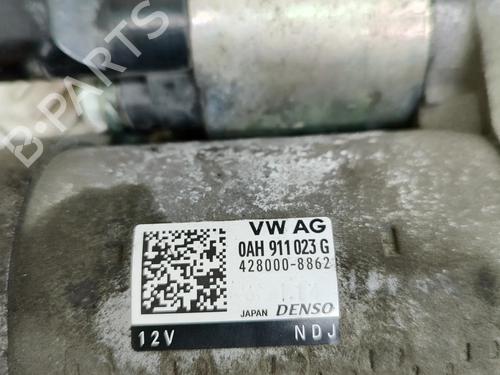 B-PARTS
VW AG
0AH 911 023 G
428000-8862
JAPAN DENSO
12V NDJ